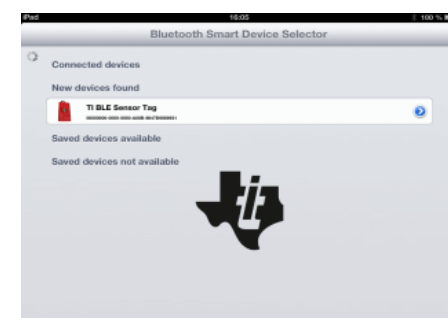 iPad 16:05 100 %
Bluetooth Smart Device Selector
Connected devices
New devices found
TI BLE Sensor Tag
Saved devices available
Saved devices not available